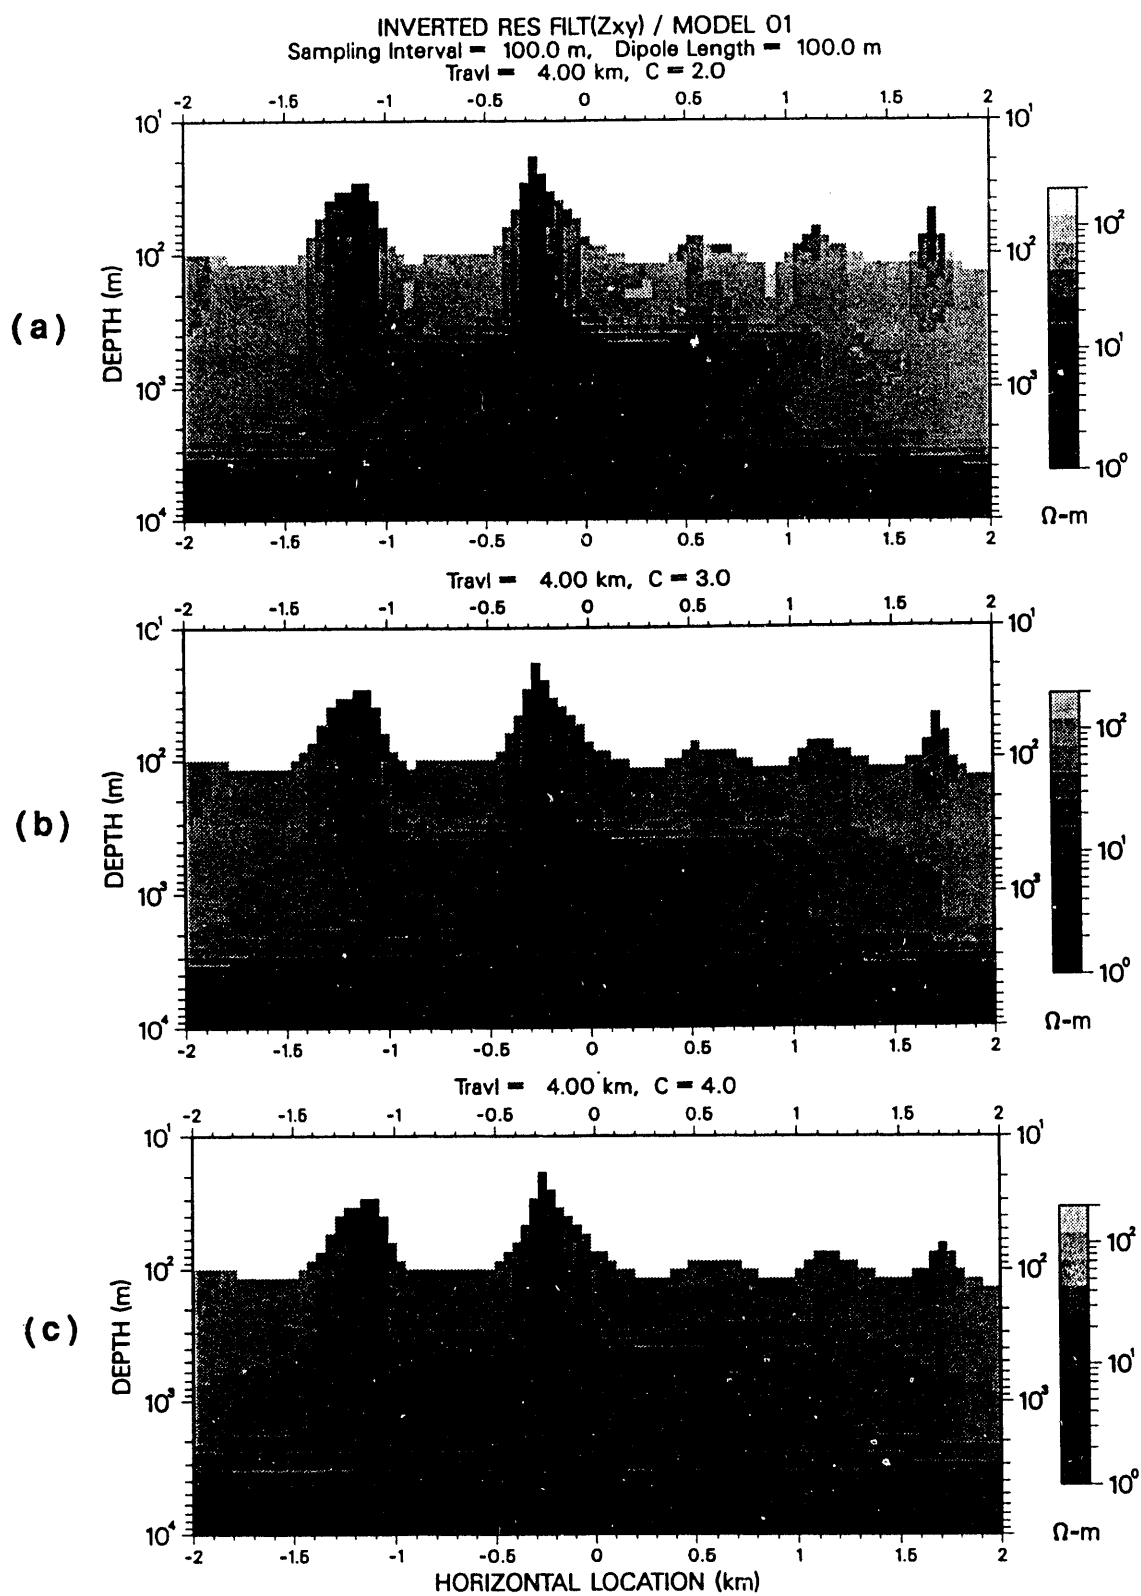 INVERTED RES FILT(Zxy) / MODEL 01
Sampling Interval = 100.0 m, Dipole Length = 100.0 m
Travl = 4.00 km, C = 2.0
-2 -1.5 -1 -0.5 0 0.5 1 1.5 2
10¹ 10¹
10² 10² 10²
(a) DEPTH (m) 10¹
10³ 10³
10⁰
10⁴ Ω-m
-2 -1.5 -1 -0.5 0 0.5 1 1.5 2
Travl = 4.00 km, C = 3.0
-2 -1.5 -1 -0.5 0 0.5 1 1.5 2
10¹ 10¹
10² 10² 10²
(b) DEPTH (m) 10¹
10³ 10³
10⁰
10⁴ Ω-m
-2 -1.5 -1 -0.5 0 0.5 1 1.5 2
Travl = 4.00 km, C = 4.0
-2 -1.5 -1 -0.5 0 0.5 1 1.5 2
10¹ 10¹
10² 10² 10²
(c) DEPTH (m) 10¹
10³ 10³
10⁰
10⁴ Ω-m
-2 -1.5 -1 -0.5 0 0.5 1 1.5 2
HORIZONTAL LOCATION (km)